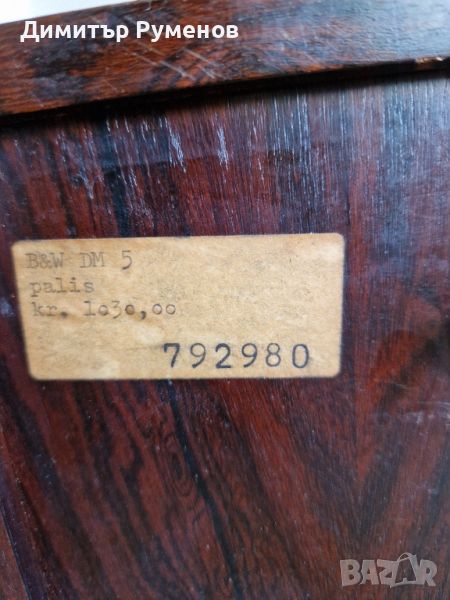 Димитър Руменов
B&W DM 5
palis
kr. 1030,00
792980
BAZAR